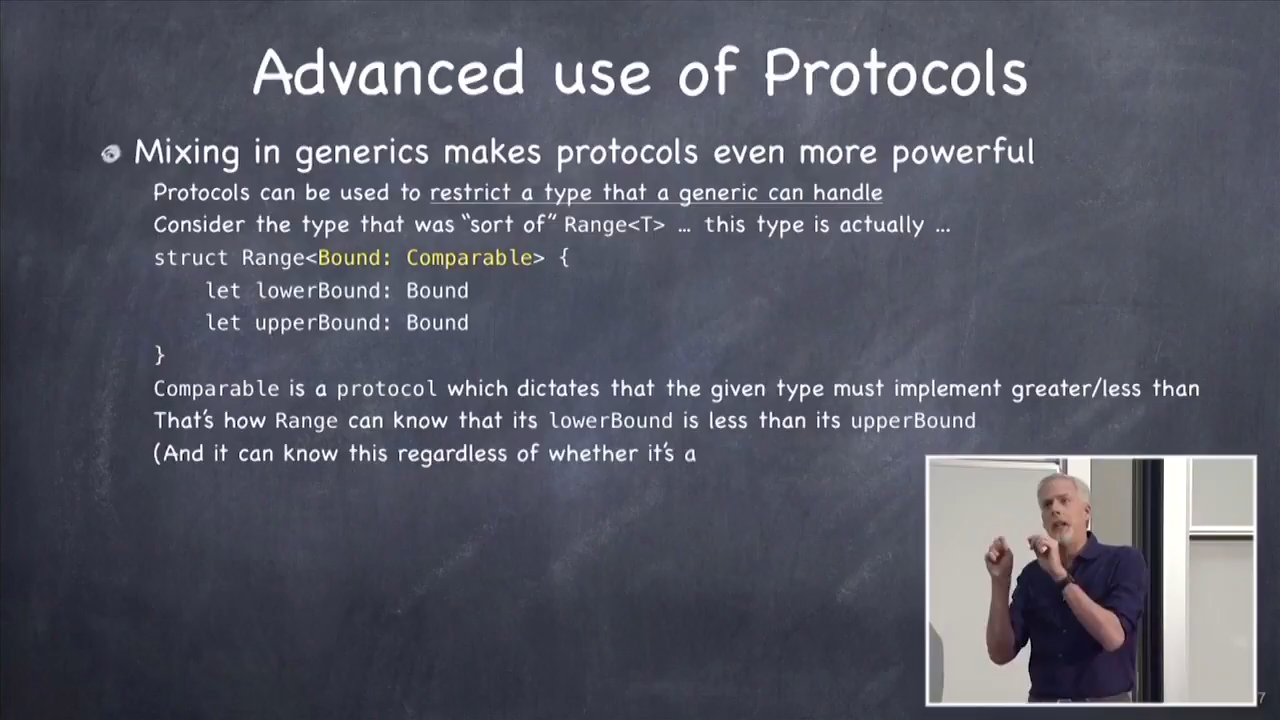 Advanced use of Protocols
Mixing in generics makes protocols even more powerful
Protocols can be used to restrict a type that a generic can handle
Consider the type that was “sort of” Range<T> … this type is actually …
struct Range<Bound: Comparable> {
    let lowerBound: Bound
    let upperBound: Bound
}
Comparable is a protocol which dictates that the given type must implement greater/less than
That’s how Range can know that its lowerBound is less than its upperBound
(And it can know this regardless of whether it’s a
7